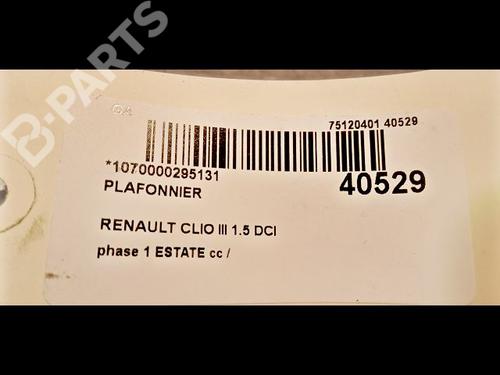 B-PARTS
75120401 40529
*1070000295131
40529
PLAFONNIER
RENAULT CLIO III 1.5 DCI
phase 1 ESTATE cc /